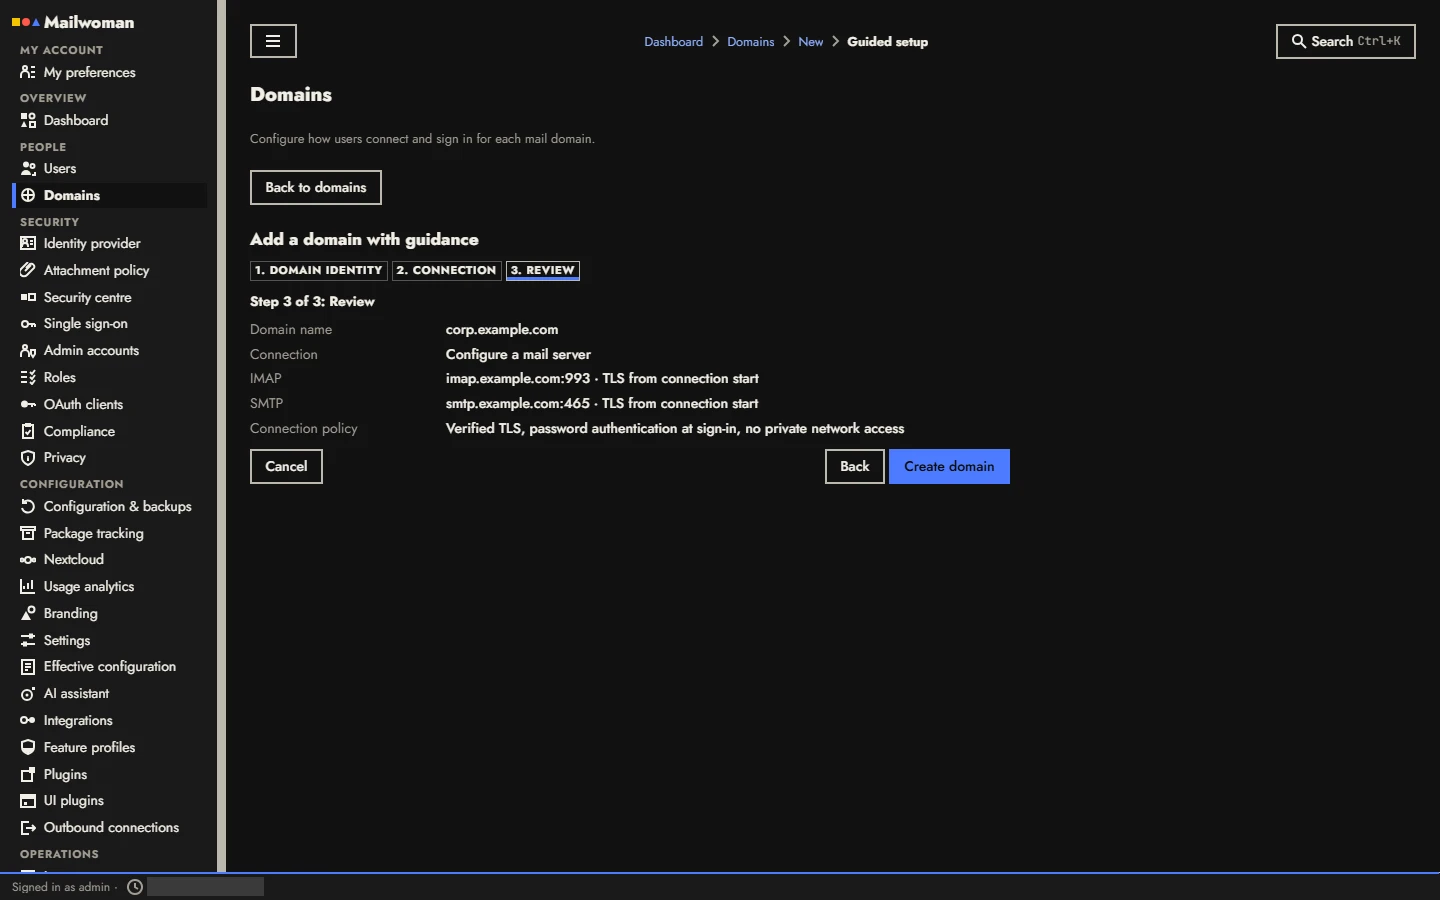 Mailwoman
MY ACCOUNT
My preferences
OVERVIEW
Dashboard
PEOPLE
Users
Domains
SECURITY
Identity provider
Attachment policy
Security centre
Single sign-on
Admin accounts
Roles
OAuth clients
Compliance
Privacy
CONFIGURATION
Configuration & backups
Package tracking
Nextcloud
Usage analytics
Branding
Settings
Effective configuration
AI assistant
Integrations
Feature profiles
Plugins
UI plugins
Outbound connections
OPERATIONS
Dashboard > Domains > New > Guided setup
Search Ctrl+K
Domains
Configure how users connect and sign in for each mail domain.
Back to domains
Add a domain with guidance
1. DOMAIN IDENTITY 2. CONNECTION 3. REVIEW
Step 3 of 3: Review
Domain name corp.example.com
Connection Configure a mail server
IMAP imap.example.com:993 · TLS from connection start
SMTP smtp.example.com:465 · TLS from connection start
Connection policy Verified TLS, password authentication at sign-in, no private network access
Cancel Back Create domain
Signed in as admin ·